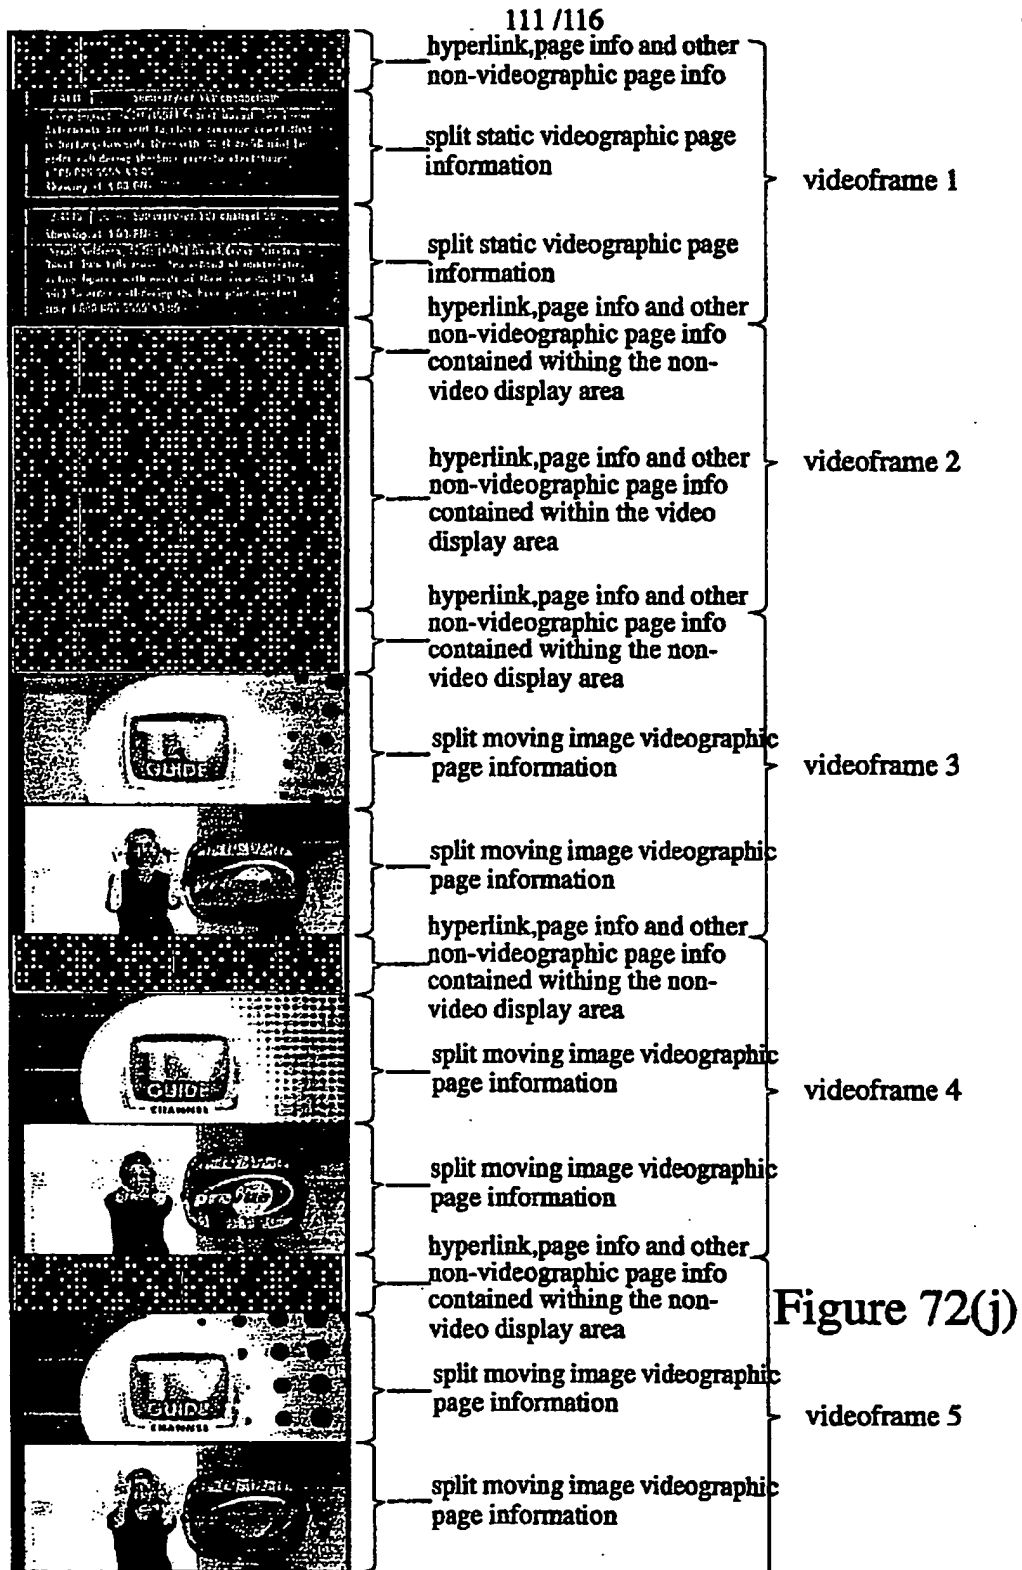 111 /116
hyperlink,page info and other
non-videographic page info
split static videographic page
information
videoframe 1
split static videographic page
information
hyperlink,page info and other
non-videographic page info
contained withing the non-
video display area
hyperlink,page info and other
non-videographic page info
contained within the video
display area
videoframe 2
hyperlink,page info and other
non-videographic page info
contained withing the non-
video display area
GUIDE
split moving image videographic
page information
videoframe 3
split moving image videographic
page information
hyperlink,page info and other
non-videographic page info
contained withing the non-
video display area
GUIDE
CHANNEL
split moving image videographic
page information
videoframe 4
split moving image videographic
page information
hyperlink,page info and other
non-videographic page info
contained withing the non-
video display area
Figure 72(j)
GUIDE
CHANNEL
split moving image videographic
page information
videoframe 5
split moving image videographic
page information